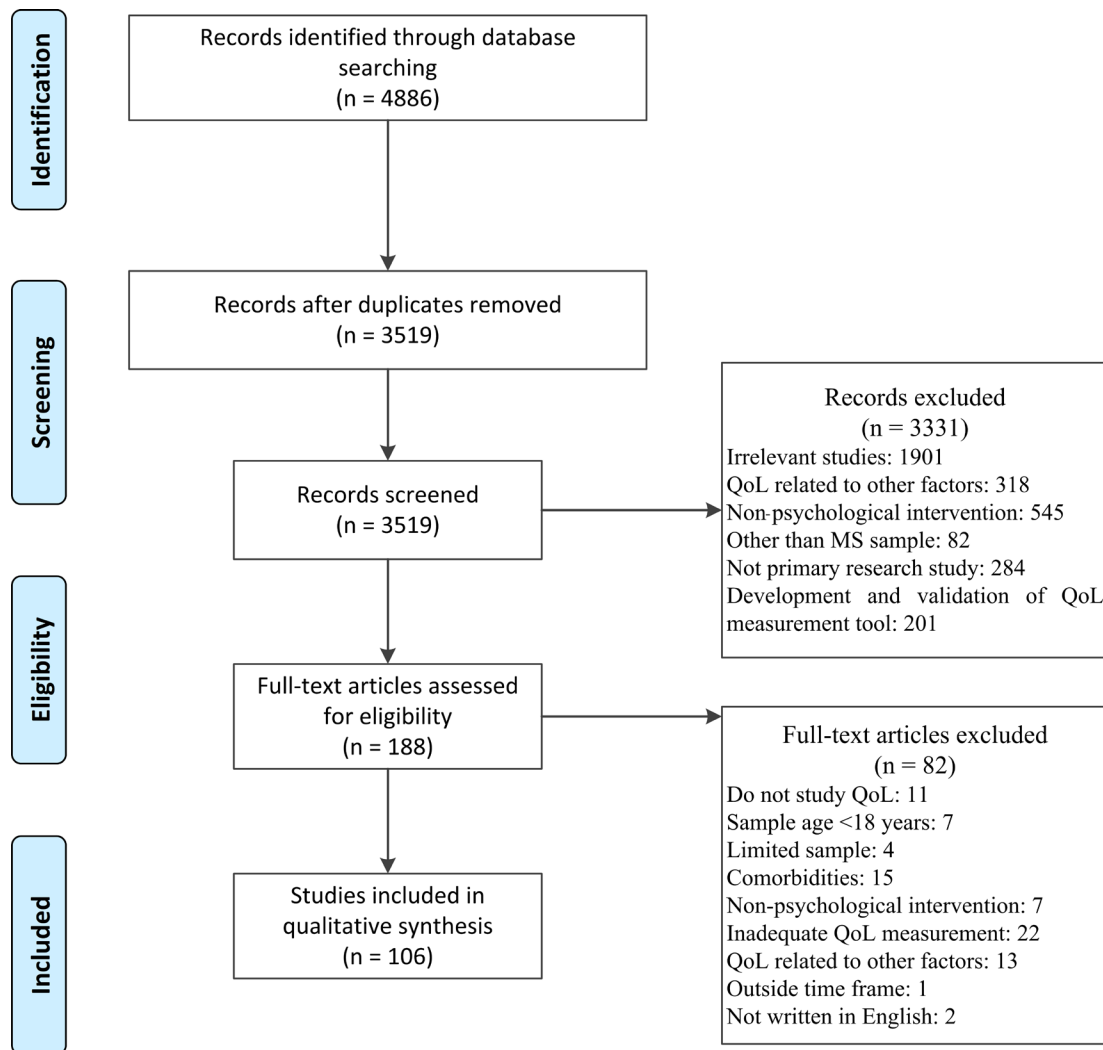 Identification
Records identified through database
searching
(n = 4886)
Screening
Records after duplicates removed
(n = 3519)
Records screened
(n = 3519)
Records excluded
(n = 3331)
Irrelevant studies: 1901
QoL related to other factors: 318
Non-psychological intervention: 545
Other than MS sample: 82
Not primary research study: 284
Development and validation of QoL
measurement tool: 201
Eligibility
Full-text articles assessed
for eligibility
(n = 188)
Full-text articles excluded
(n = 82)
Do not study QoL: 11
Sample age <18 years: 7
Limited sample: 4
Comorbidities: 15
Non-psychological intervention: 7
Inadequate QoL measurement: 22
QoL related to other factors: 13
Outside time frame: 1
Not written in English: 2
Included
Studies included in
qualitative synthesis
(n = 106)